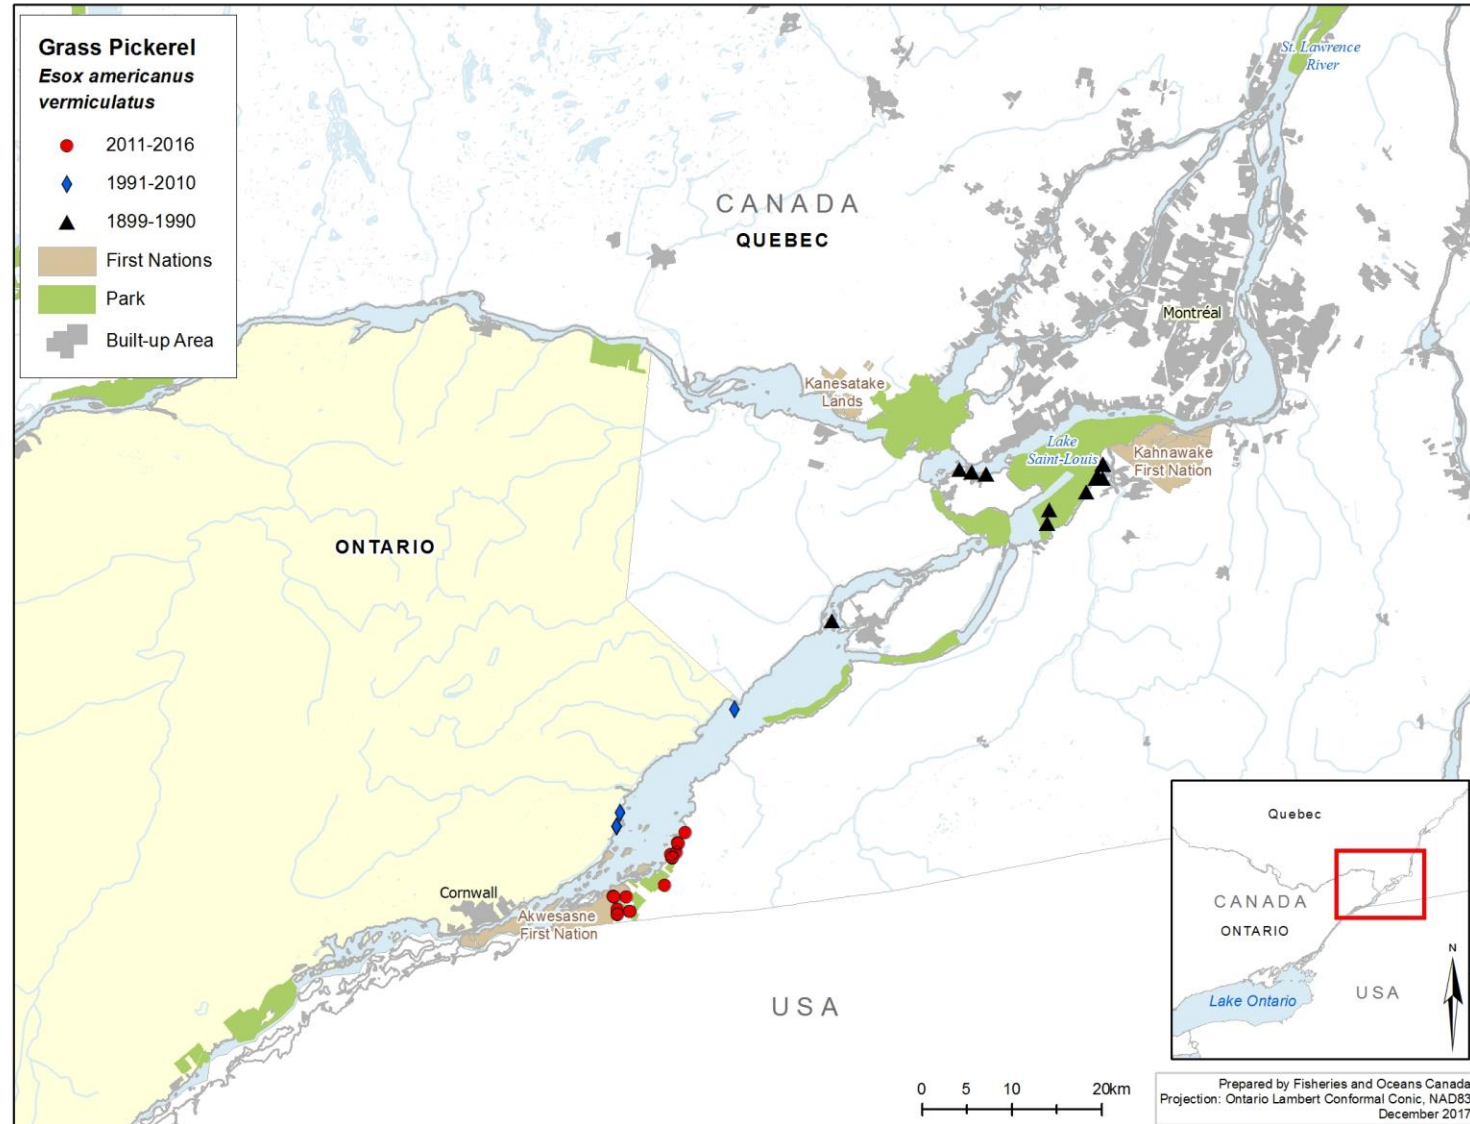 Grass Pickerel
Esox americanus
vermiculatus
2011-2016
1991-2010
1899-1990
First Nations
Park
Built-up Area
St. Lawrence
River
CANADA
QUEBEC
Montréal
Kanesatake
Lands
Lake
Saint-Louis
Kahnawake
First Nation
ONTARIO
Cornwall
Akwesasne
First Nation
USA
Quebec
CANADA
ONTARIO
Lake Ontario
USA
N
0 5 10 20km
Prepared by Fisheries and Oceans Canada
Projection: Ontario Lambert Conformal Conic, NAD83
December 2017